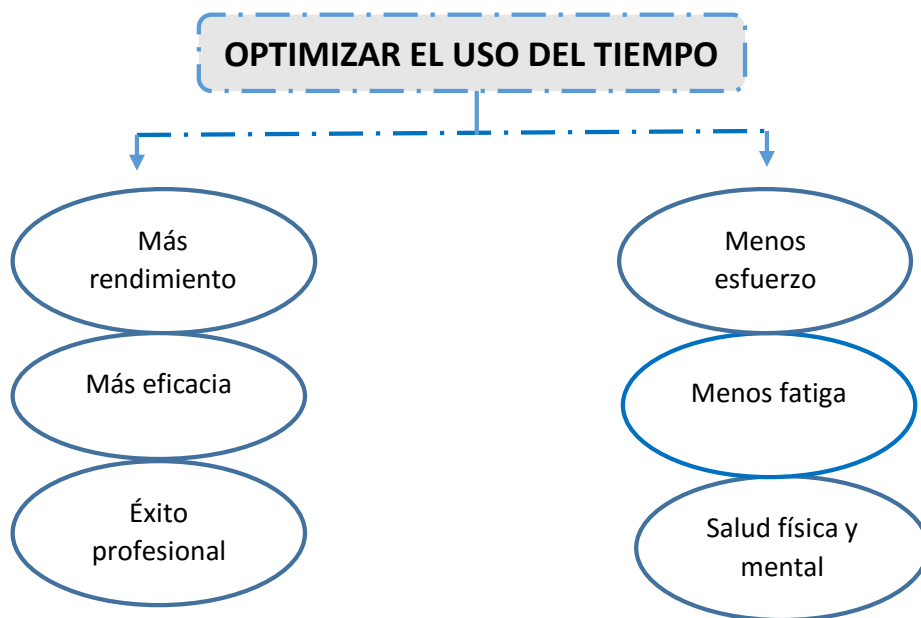 OPTIMIZAR EL USO DEL TIEMPO
Más
rendimiento
Más eficacia
Éxito
profesional
Menos
esfuerzo
Menos fatiga
Salud física y
mental